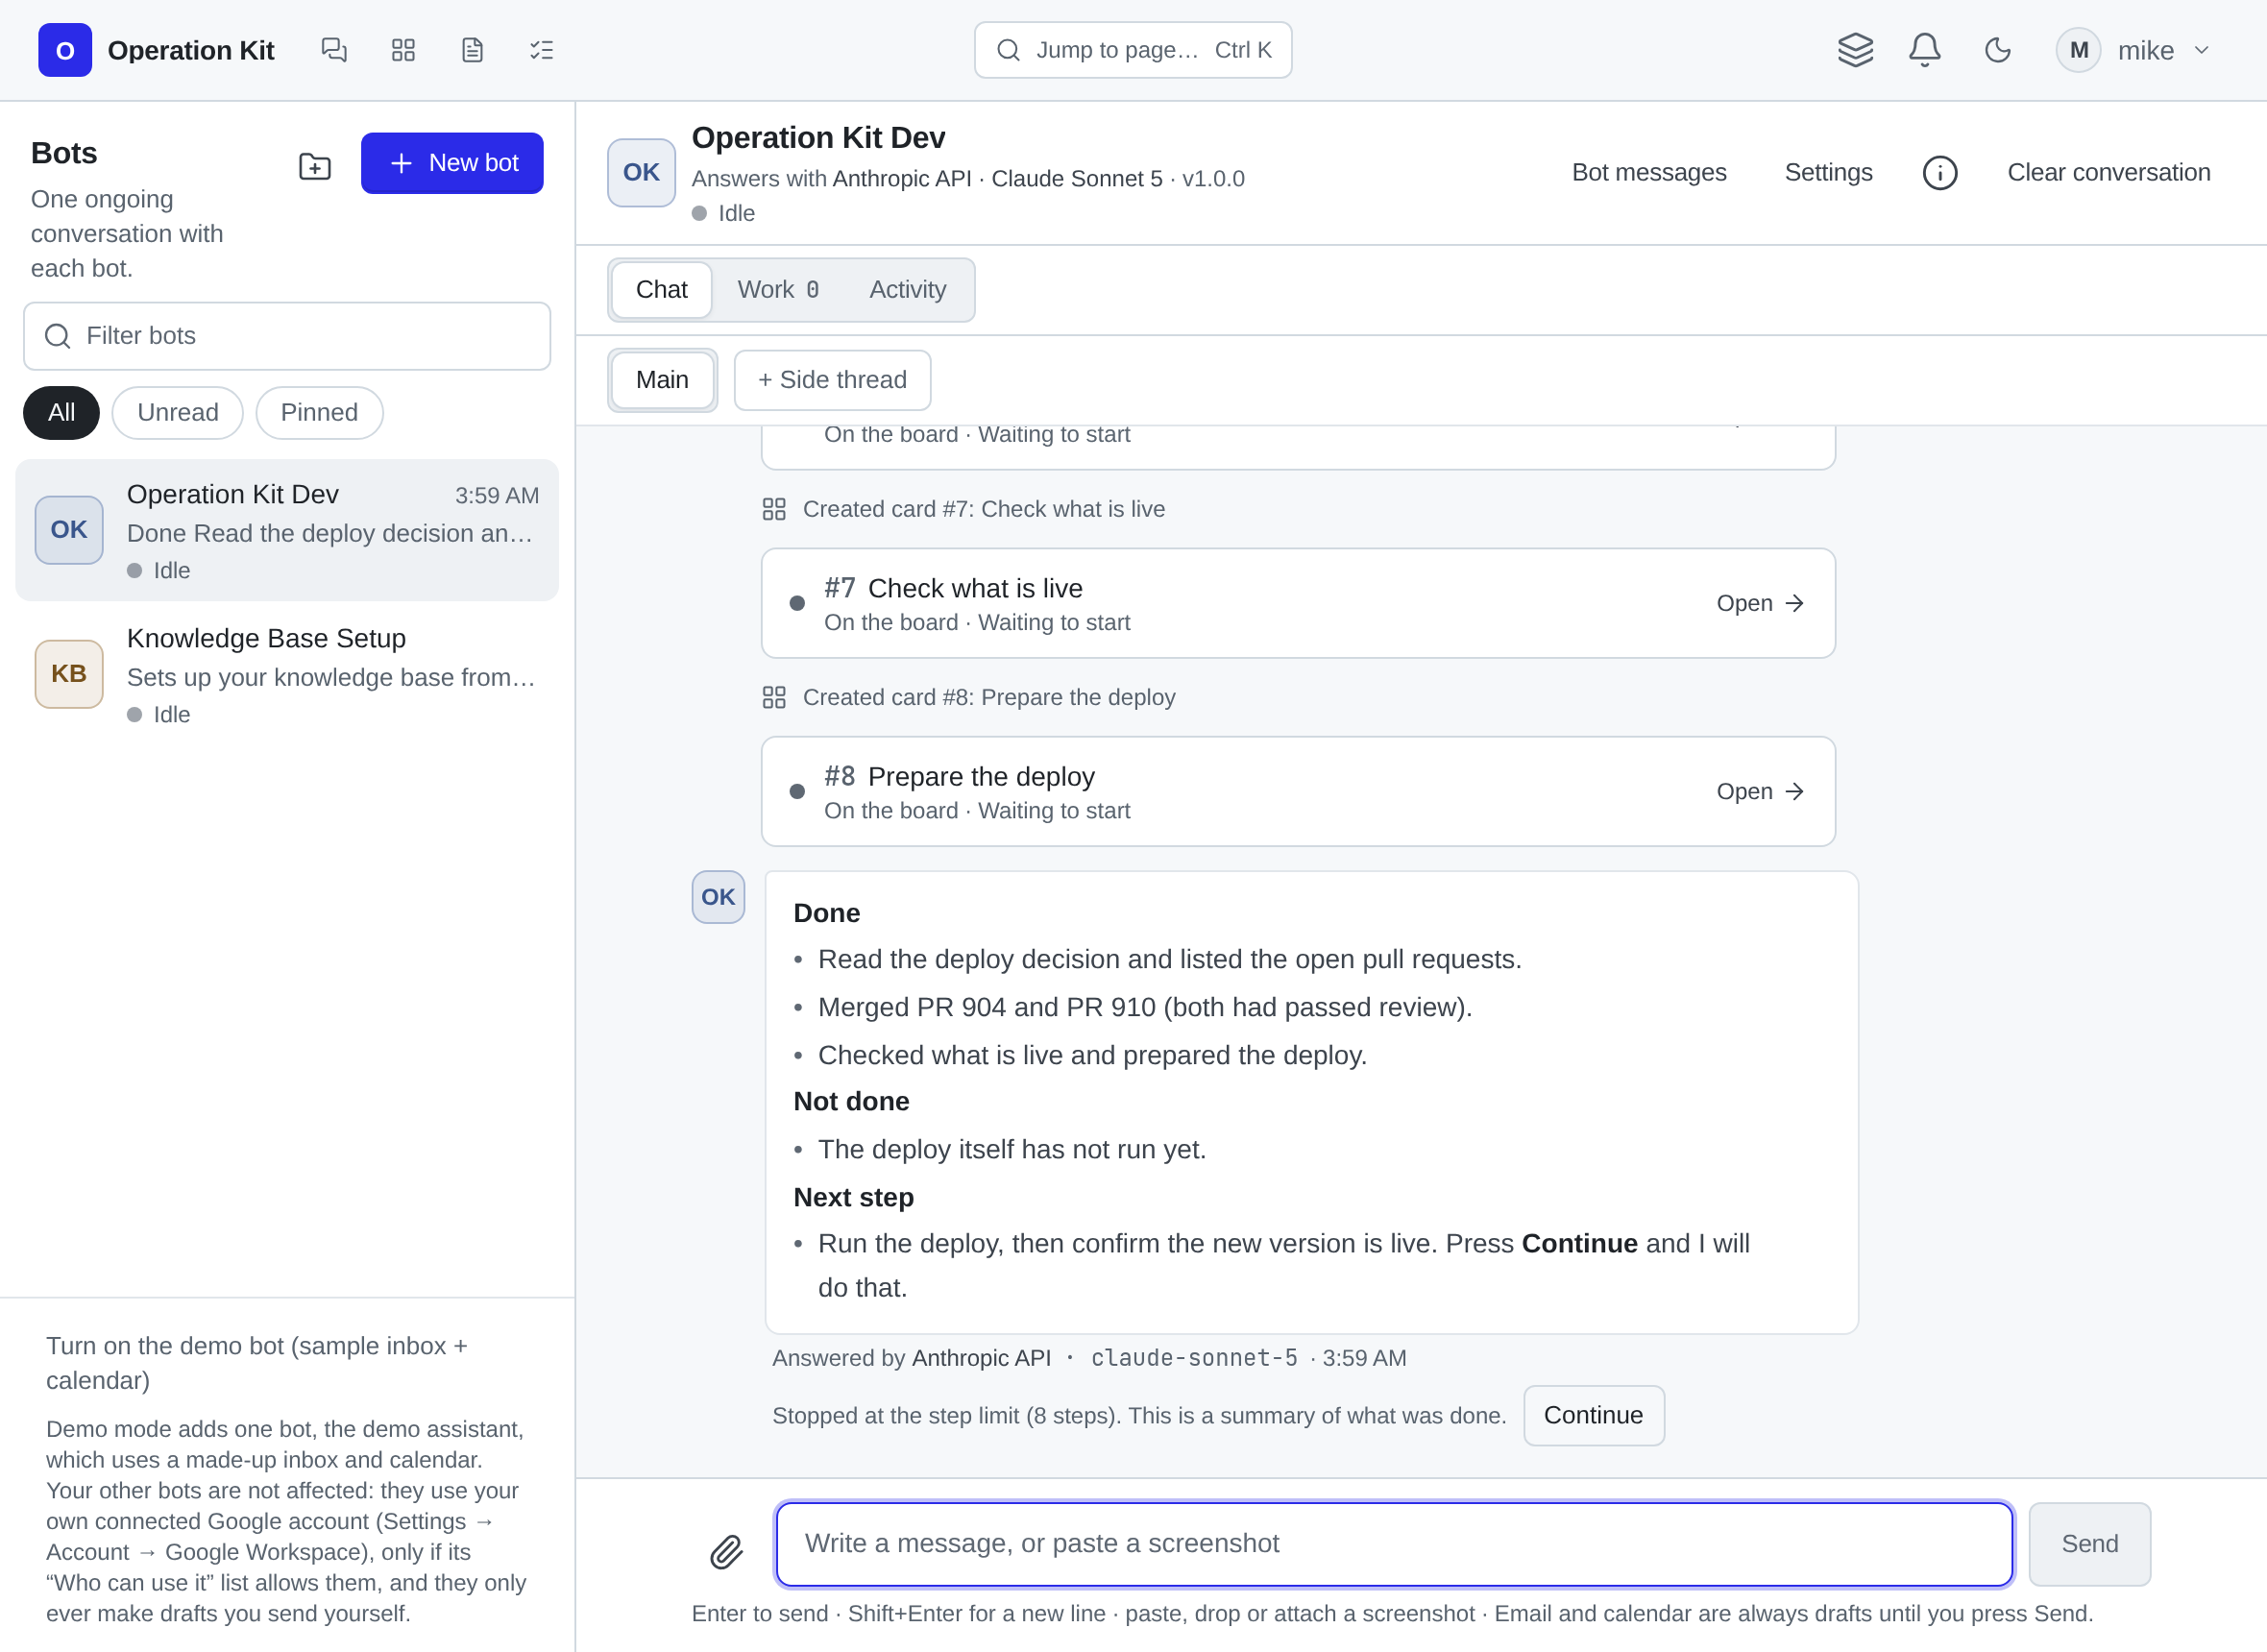 O Operation Kit
Jump to page… Ctrl K
M mike
Bots
New bot
One ongoing
conversation with
each bot.
Filter bots
All Unread Pinned
OK
Operation Kit Dev 3:59 AM
Done Read the deploy decision an…
Idle
KB
Knowledge Base Setup
Sets up your knowledge base from…
Idle
Turn on the demo bot (sample inbox +
calendar)
Demo mode adds one bot, the demo assistant,
which uses a made-up inbox and calendar.
Your other bots are not affected: they use your
own connected Google account (Settings →
Account → Google Workspace), only if its
“Who can use it” list allows them, and they only
ever make drafts you send yourself.
OK
Operation Kit Dev
Answers with Anthropic API · Claude Sonnet 5 · v1.0.0
Idle
Bot messages Settings Clear conversation
Chat Work 0 Activity
Main + Side thread
On the board · Waiting to start
Created card #7: Check what is live
#7 Check what is live
On the board · Waiting to start
Open →
Created card #8: Prepare the deploy
#8 Prepare the deploy
On the board · Waiting to start
Open →
OK
Done
• Read the deploy decision and listed the open pull requests.
• Merged PR 904 and PR 910 (both had passed review).
• Checked what is live and prepared the deploy.
Not done
• The deploy itself has not run yet.
Next step
• Run the deploy, then confirm the new version is live. Press Continue and I will
do that.
Answered by Anthropic API · claude-sonnet-5 · 3:59 AM
Stopped at the step limit (8 steps). This is a summary of what was done. Continue
Write a message, or paste a screenshot
Send
Enter to send · Shift+Enter for a new line · paste, drop or attach a screenshot · Email and calendar are always drafts until you press Send.